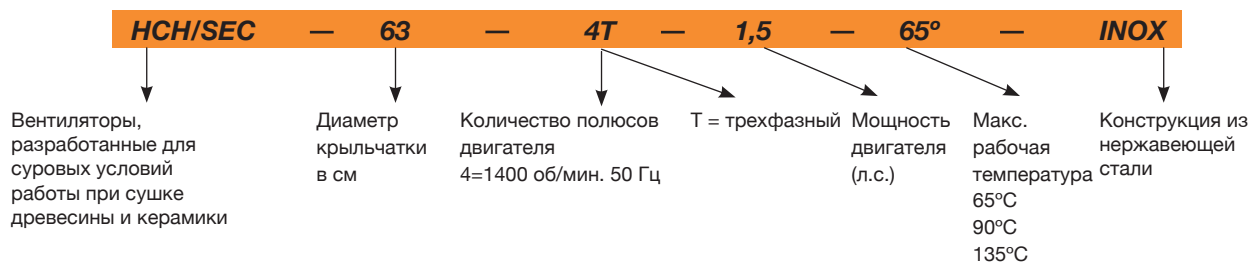 HCH/SEC — 63 — 4T — 1,5 — 65º — INOX
Вентиляторы,
разработанные для
суровых условий
работы при сушке
древесины и керамики
Диаметр
крыльчатки
в см
Количество полюсов
двигателя
4=1400 об/мин. 50 Гц
T = трехфазный
Мощность
двигателя
(л.с.)
Макс.
рабочая
температура
65ºC
90ºC
135ºC
Конструкция из
нержавеющей
стали